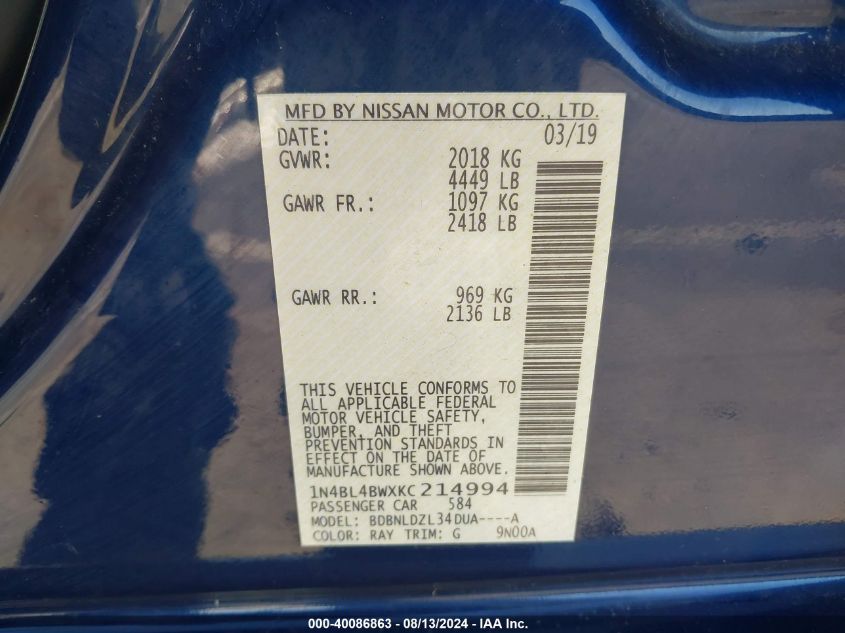 MFD BY NISSAN MOTOR CO., LTD.
DATE: 03/19
GVWR: 2018 KG
4449 LB
GAWR FR.: 1097 KG
2418 LB
GAWR RR.: 969 KG
2136 LB
THIS VEHICLE CONFORMS TO
ALL APPLICABLE FEDERAL
MOTOR VEHICLE SAFETY,
BUMPER, AND THEFT
PREVENTION STANDARDS IN
EFFECT ON THE DATE OF
MANUFACTURE SHOWN ABOVE.
1N4BL4BWXKC214994
PASSENGER CAR 584
MODEL: BDBNLDZL34DUA----A
COLOR: RAY TRIM: G 9N00A
000-40086863 - 08/13/2024 - WWW.IAAI.COM